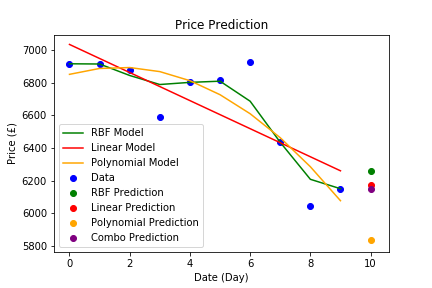 Price Prediction
7000
6800
6600
6400
6200
6000
5800
Price (£)
RBF Model
Linear Model
Polynomial Model
Data
RBF Prediction
Linear Prediction
Polynomial Prediction
Combo Prediction
0 2 4 6 8 10
Date (Day)